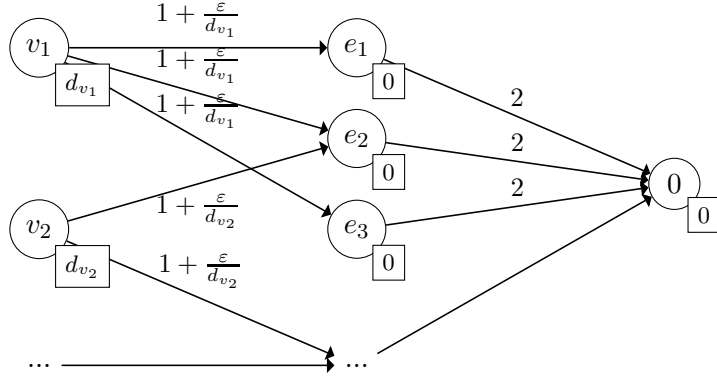 1 + ε/d_{v_1}
v_1
d_{v_1}
e_1
0
1 + ε/d_{v_1}
1 + ε/d_{v_1}
2
e_2
0
2
0
0
2
v_2
d_{v_2}
1 + ε/d_{v_2}
e_3
0
1 + ε/d_{v_2}
...
...